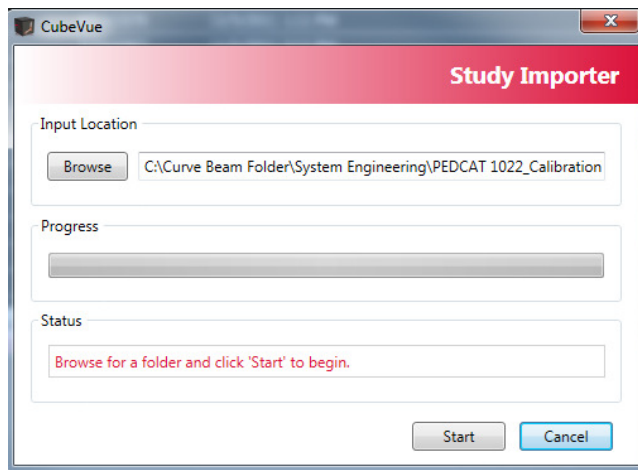 CubeVue
Study Importer
Input Location
Browse C:\Curve Beam Folder\System Engineering\PEDCAT 1022_Calibration
Progress
Status
Browse for a folder and click 'Start' to begin.
Start Cancel